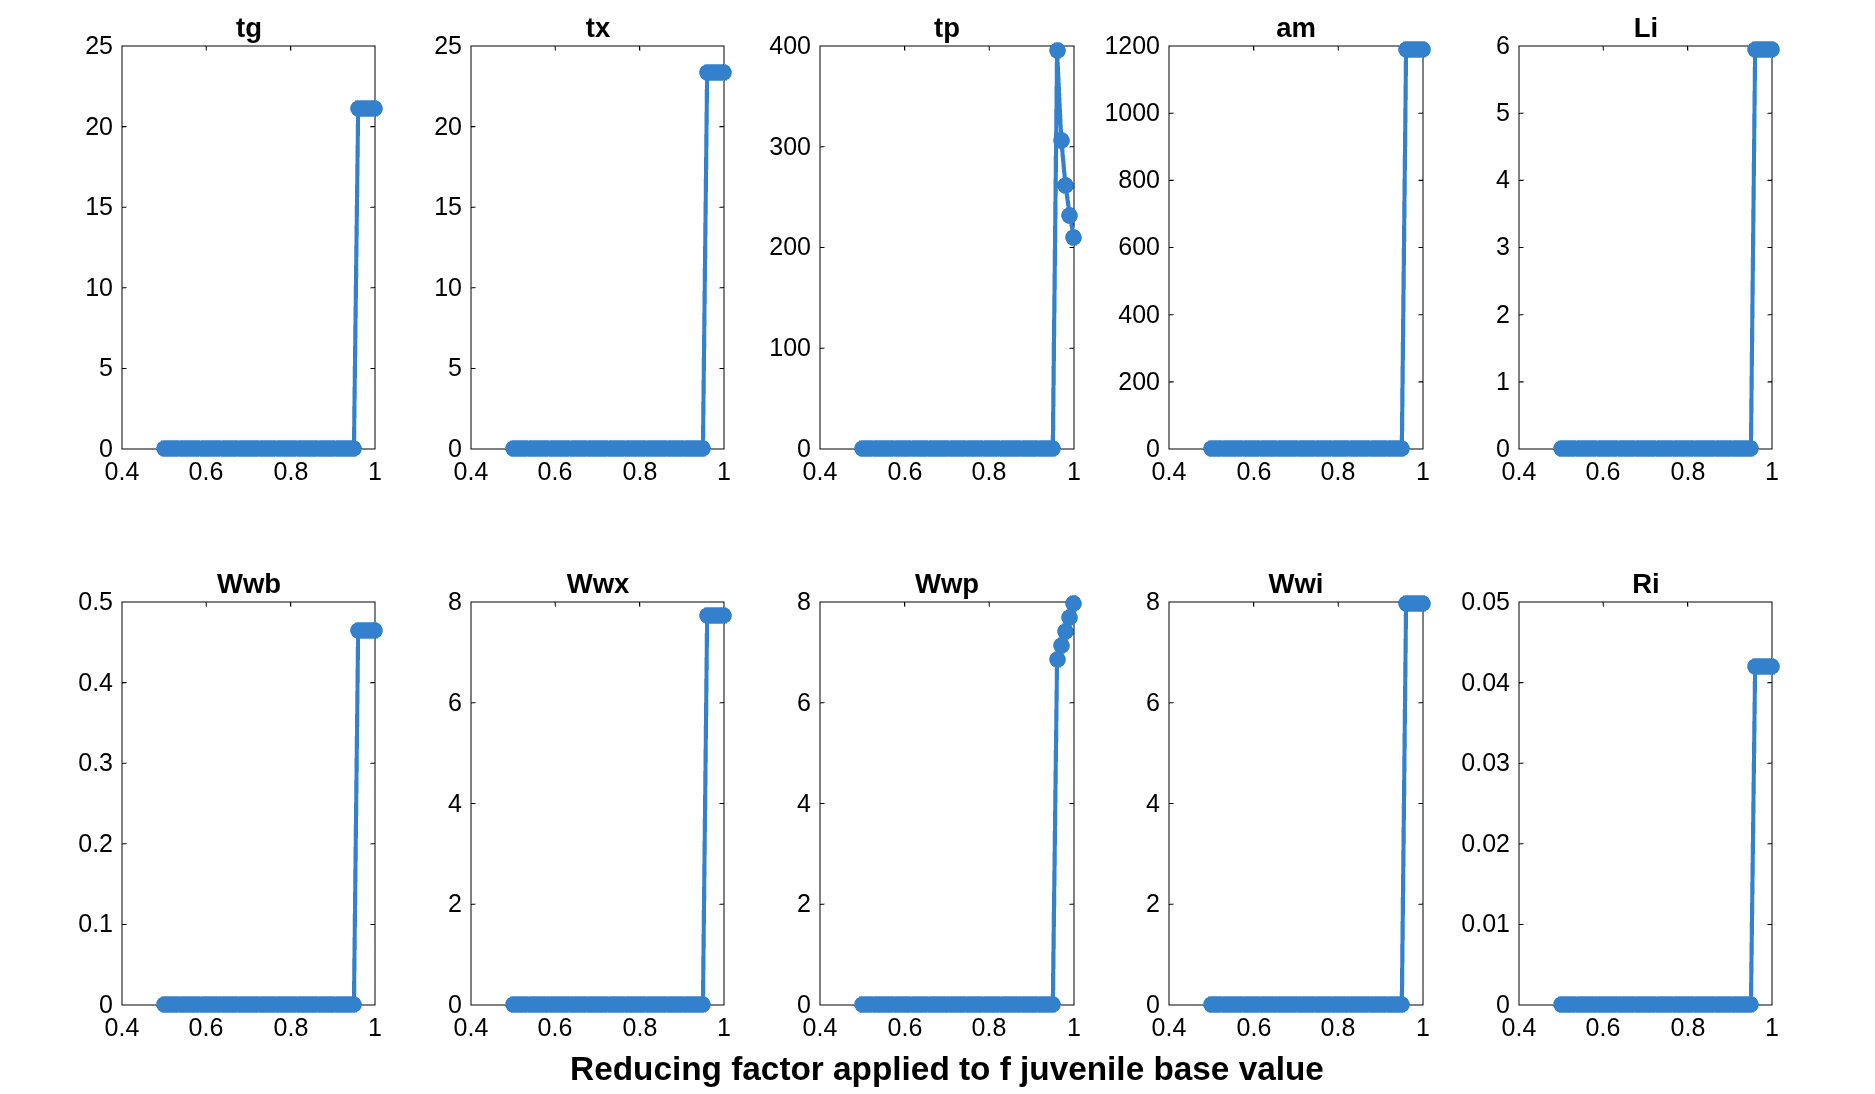 tg tx tp am Li
25 25 400 1200 6
20 20 300 1000 5
15 15 200 800 4
10 10 100 600 3
5 5 0 400 2
0 0 200 1
0 0
0.4 0.6 0.8 1 0.4 0.6 0.8 1 0.4 0.6 0.8 1 0.4 0.6 0.8 1 0.4 0.6 0.8 1
Wwb Wwx Wwp Wwi Ri
0.5 8 8 8 0.05
0.4 6 6 6 0.04
0.3 4 4 4 0.03
0.2 2 2 2 0.02
0.1 0 0 0 0.01
0 0
0.4 0.6 0.8 1 0.4 0.6 0.8 1 0.4 0.6 0.8 1 0.4 0.6 0.8 1 0.4 0.6 0.8 1
Reducing factor applied to f juvenile base value